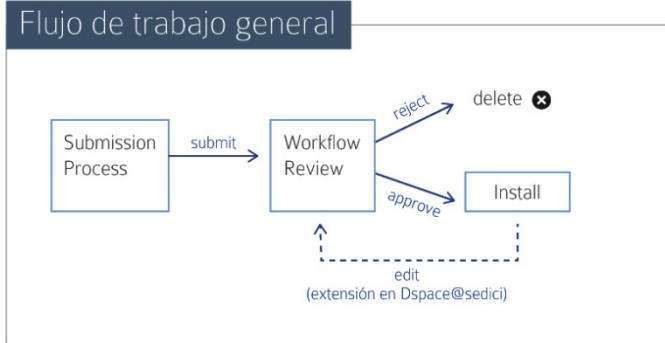 Flujo de trabajo general
Submission
Process
submit
Workflow
Review
reject
delete
approve
Install
edit
(extensión en Dspace@sedici)